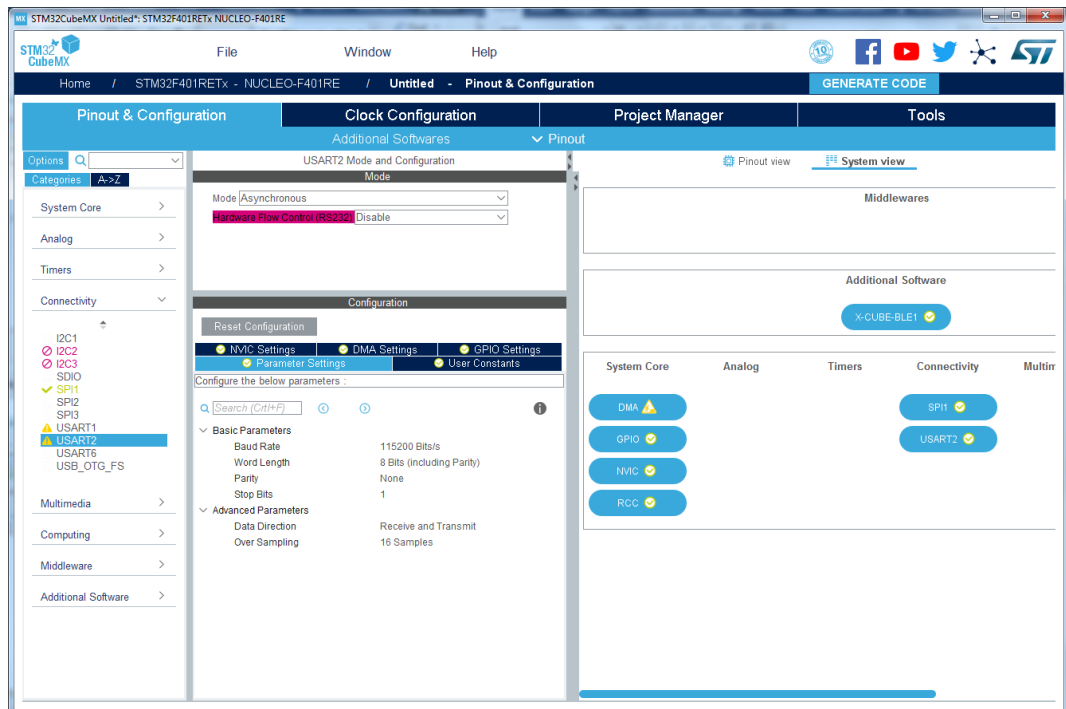 MX STM32CubeMX Untitled*: STM32F401RETx NUCLEO-F401RE
STM32 CubeMX
File Window Help
10
Home / STM32F401RETx - NUCLEO-F401RE / Untitled - Pinout & Configuration GENERATE CODE
Pinout & Configuration Clock Configuration Project Manager Tools
Additional Softwares Pinout
Options
Categories A->Z
System Core
Analog
Timers
Connectivity
I2C1
I2C2
I2C3
SDIO
SPI1
SPI2
SPI3
USART1
USART2
USART6
USB_OTG_FS
Multimedia
Computing
Middleware
Additional Software
USART2 Mode and Configuration
Mode
Mode Asynchronous
Hardware Flow Control (RS232) Disable
Configuration
Reset Configuration
NVIC Settings DMA Settings GPIO Settings
Parameter Settings User Constants
Configure the below parameters :
Search (Crtl+F)
Basic Parameters
Baud Rate 115200 Bits/s
Word Length 8 Bits (including Parity)
Parity None
Stop Bits 1
Advanced Parameters
Data Direction Receive and Transmit
Over Sampling 16 Samples
Pinout view System view
Middlewares
Additional Software
X-CUBE-BLE1
System Core Analog Timers Connectivity Multim
DMA SPI1
GPIO USART2
NVIC
RCC